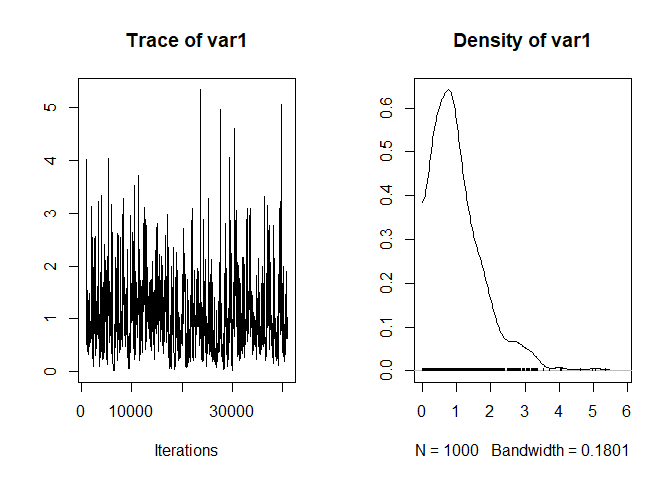 Trace of var1
5
4
3
2
1
0
0 10000 30000
Iterations
Density of var1
0.6
0.5
0.4
0.3
0.2
0.1
0.0
0 1 2 3 4 5 6
N = 1000 Bandwidth = 0.1801